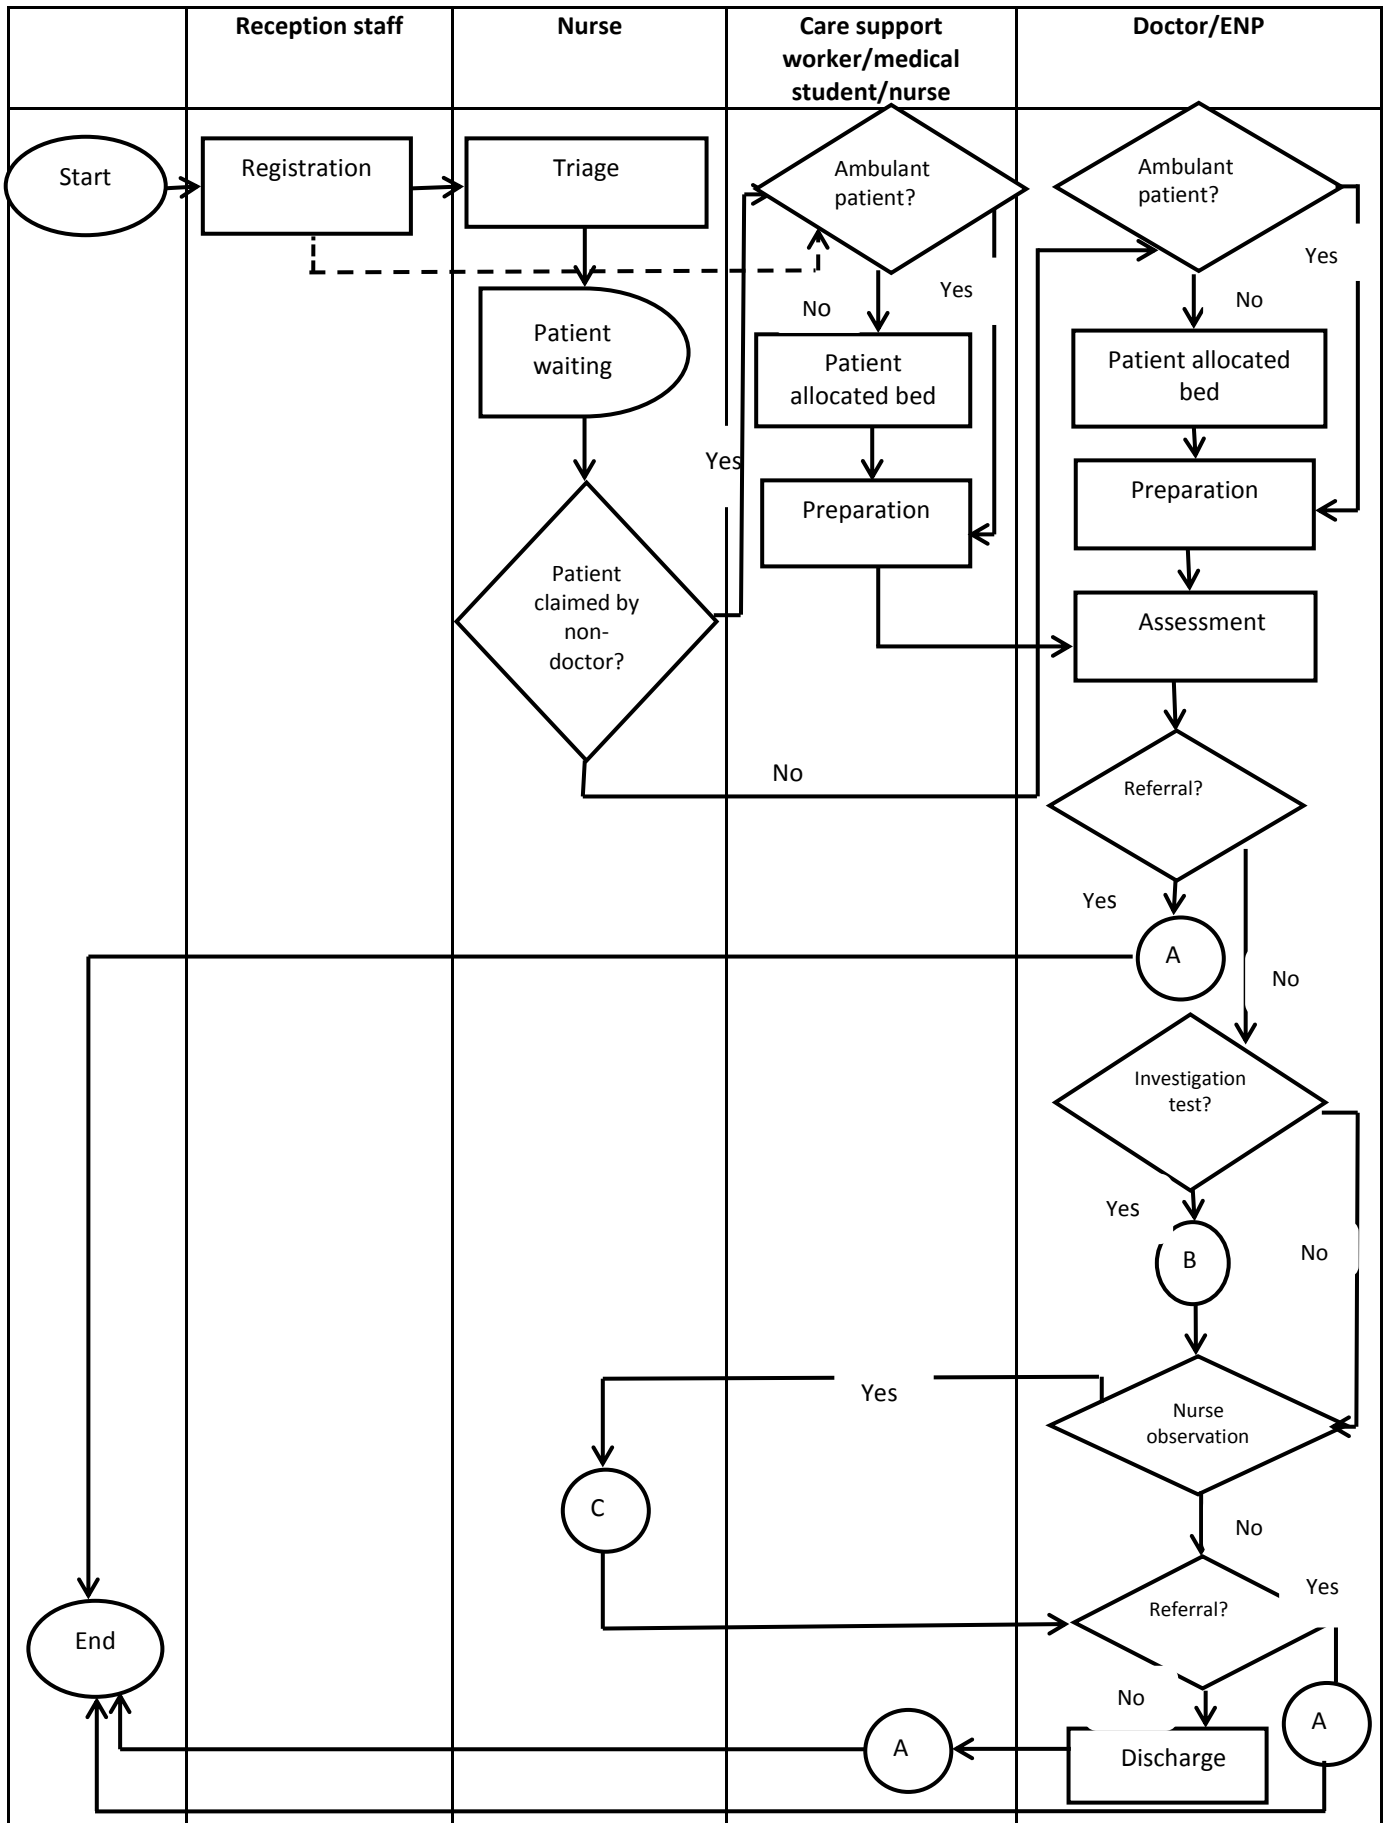 Reception staff
Nurse
Care support
worker/medical
student/nurse
Doctor/ENP
Start
Registration
Triage
Ambulant
patient?
Ambulant
patient?
Yes
Yes
No
No
Patient
waiting
Patient
allocated bed
Patient allocated
bed
Yes
Preparation
Preparation
Patient
claimed by
non-
doctor?
Assessment
No
Referral?
Yes
A
No
Investigation
test?
Yes
B
No
Yes
Nurse
observation
C
No
Yes
Referral?
End
No
A
A
Discharge